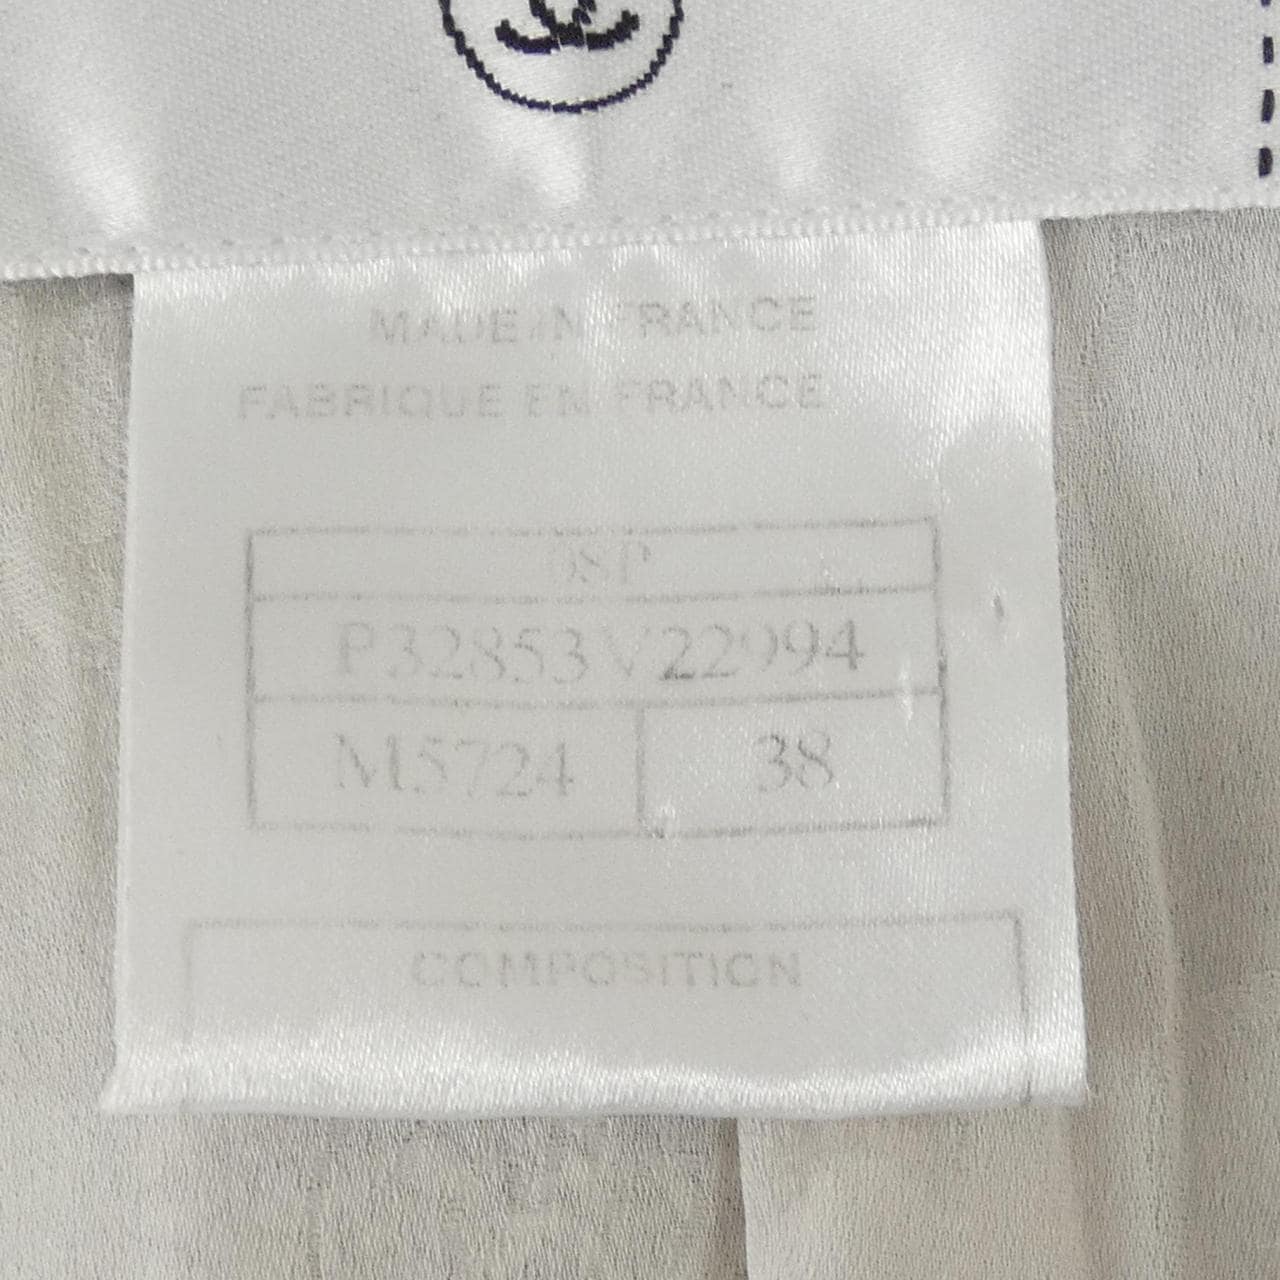 MADE IN FRANCE
FABRIQUE EN FRANCE
08P
P32853V22994
M5724 38
COMPOSITION